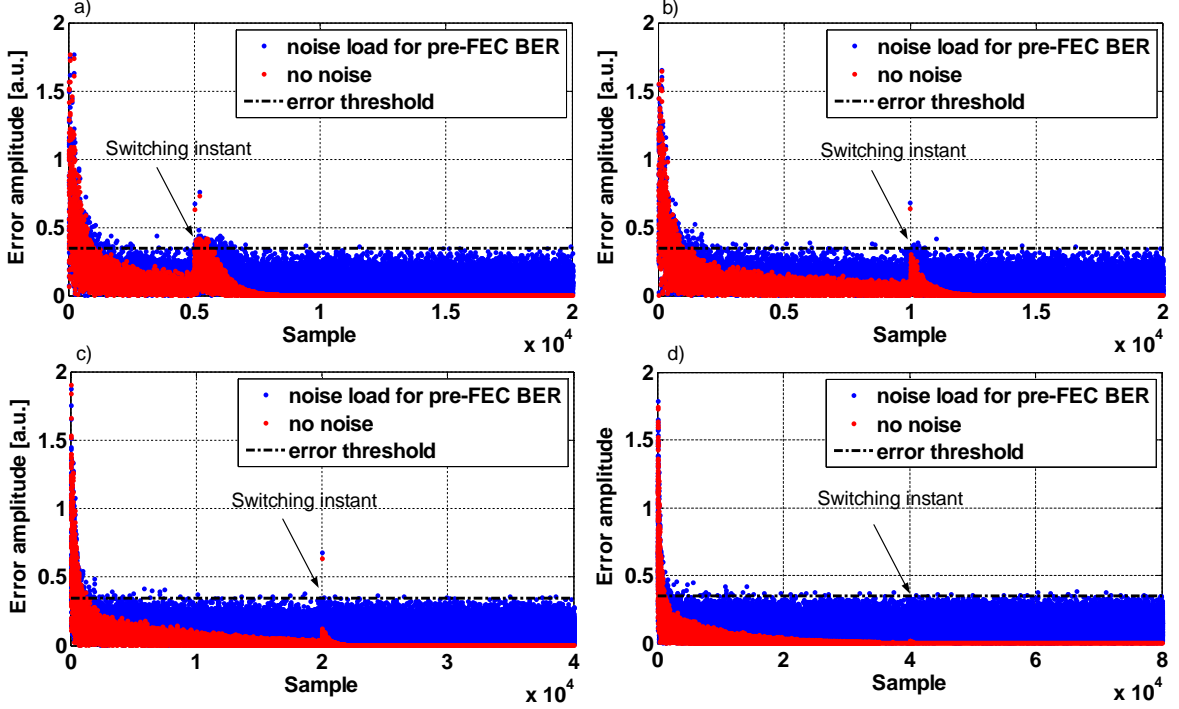 a)
2
1.5
1
0.5
0
Error amplitude [a.u.]
noise load for pre-FEC BER
no noise
error threshold
Switching instant
0 0.5 1 1.5 2
Sample
x 10^4
b)
2
1.5
1
0.5
0
Error amplitude [a.u.]
noise load for pre-FEC BER
no noise
error threshold
Switching instant
0 0.5 1 1.5 2
Sample
x 10^4
c)
2
1.5
1
0.5
0
Error amplitude [a.u.]
noise load for pre-FEC BER
no noise
error threshold
Switching instant
0 1 2 3 4
Sample
x 10^4
d)
2
1.5
1
0.5
0
Error amplitude
noise load for pre-FEC BER
no noise
error threshold
Switching instant
0 2 4 6 8
Sample
x 10^4